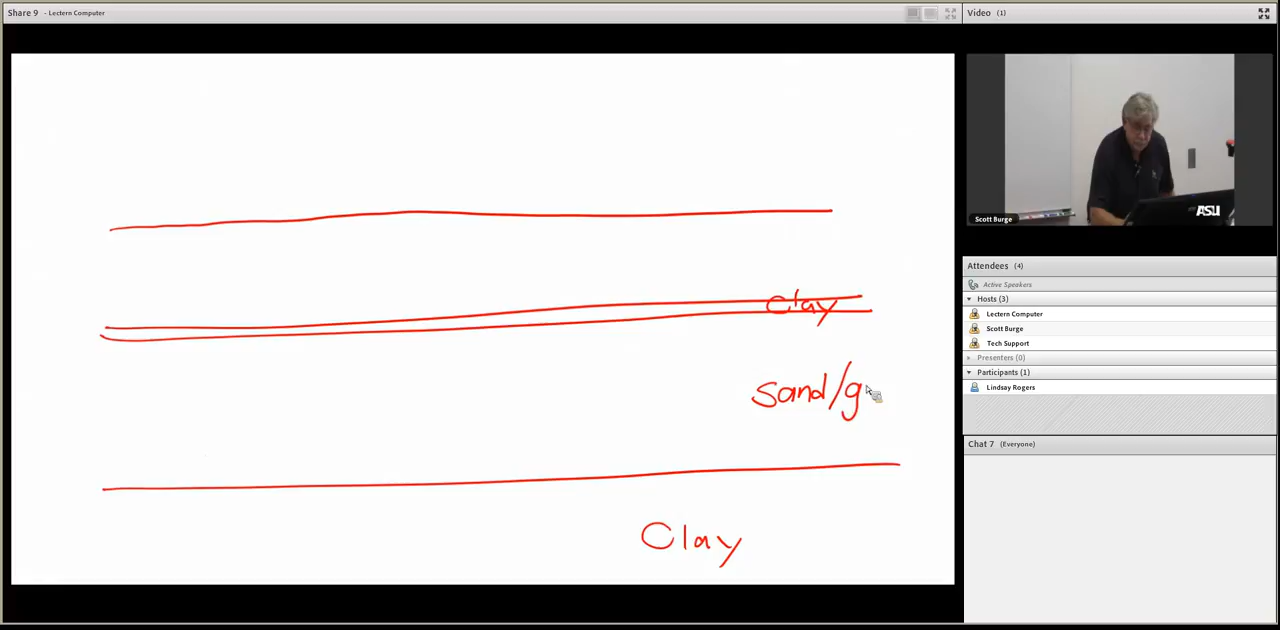 Share 9 - Lectern Computer
Video (1)
Scott Burge
ASU
Clay
Sand/g
Clay
Attendees (4)
Active Speakers
Hosts (3)
Lectern Computer
Scott Burge
Tech Support
Presenters (0)
Participants (1)
Lindsay Rogers
Chat 7 (Everyone)